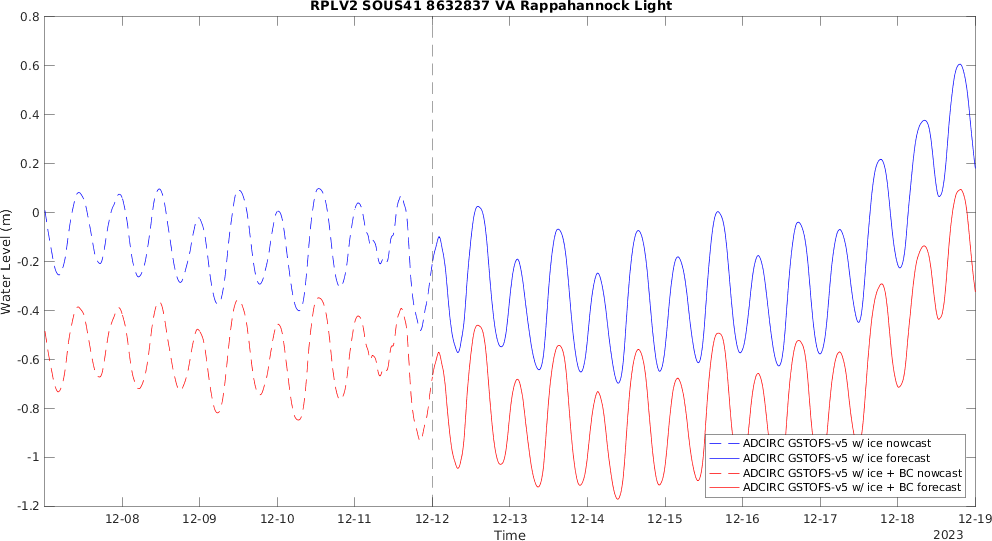 RPLV2 SOUS41 8632837 VA Rappahannock Light
0.8
0.6
0.4
0.2
0
-0.2
-0.4
-0.6
-0.8
-1
-1.2
Water Level (m)
ADCIRC GSTOFS-v5 w/ ice nowcast
ADCIRC GSTOFS-v5 w/ ice forecast
ADCIRC GSTOFS-v5 w/ ice + BC nowcast
ADCIRC GSTOFS-v5 w/ ice + BC forecast
12-08 12-09 12-10 12-11 12-12 12-13 12-14 12-15 12-16 12-17 12-18 12-19
Time
2023